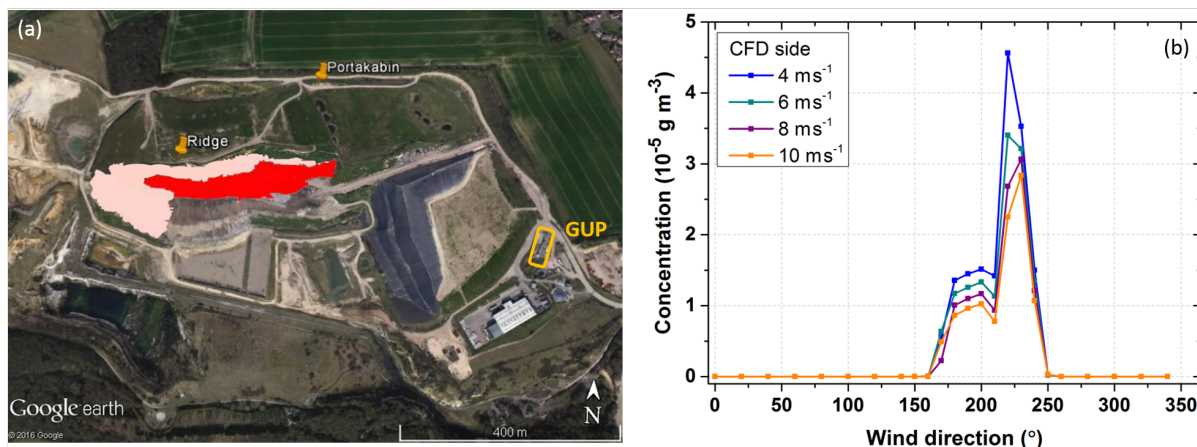 (a)
Portakabin
Ridge
GUP
N
Google earth
© 2016 Google
400 m
(b)
CFD side
4 ms⁻¹
6 ms⁻¹
8 ms⁻¹
10 ms⁻¹
Concentration (10⁻⁵ g m⁻³)
5
4
3
2
1
0
0 50 100 150 200 250 300 350
Wind direction (°)